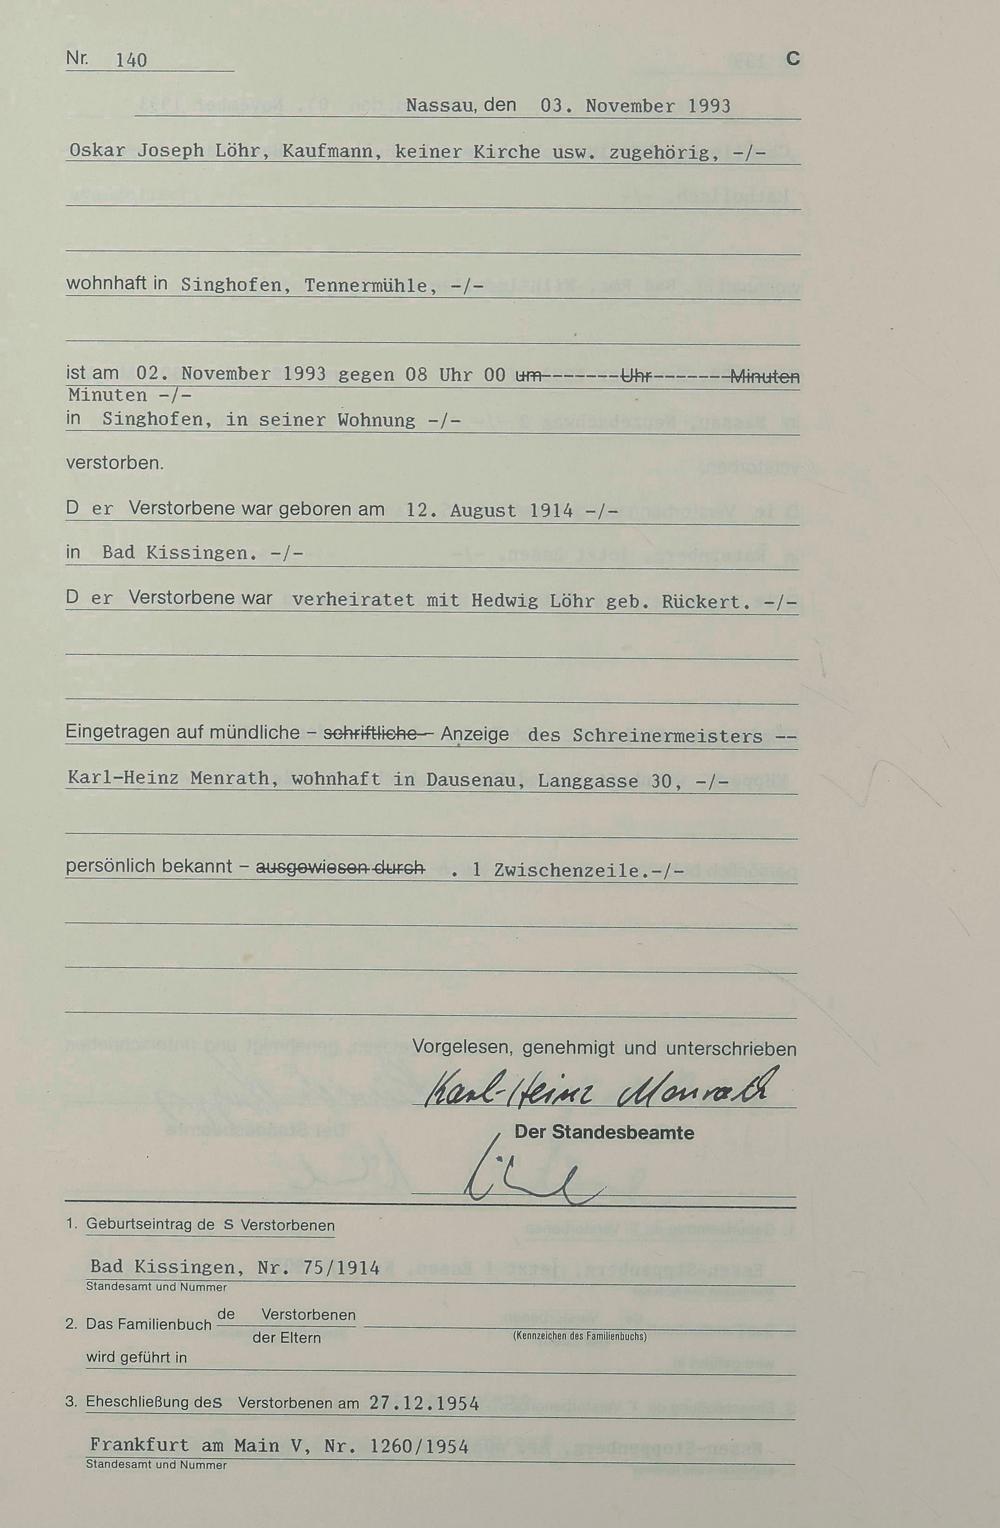 Nr. 140
C
Nassau, den 03. November 1993
Oskar Joseph Löhr, Kaufmann, keiner Kirche usw. zugehörig, -/-
wohnhaft in Singhofen, Tennermühle, -/-
ist am 02. November 1993 gegen 08 Uhr 00 um-------Uhr-------Minuten
Minuten -/-
in Singhofen, in seiner Wohnung -/-
verstorben.
D er Verstorbene war geboren am 12. August 1914 -/-
in Bad Kissingen. -/-
D er Verstorbene war verheiratet mit Hedwig Löhr geb. Rückert. -/-
Eingetragen auf mündliche – schriftliche – Anzeige des Schreinermeisters --
Karl-Heinz Menrath, wohnhaft in Dausenau, Langgasse 30, -/-
persönlich bekannt – ausgewiesen durch . 1 Zwischenzeile.-/-
Vorgelesen, genehmigt und unterschrieben
Karl-Heinz Menrath
Der Standesbeamte
1. Geburtseintrag de s Verstorbenen
Bad Kissingen, Nr. 75/1914
Standesamt und Nummer
2. Das Familienbuch de Verstorbenen
der Eltern
(Kennzeichen des Familienbuchs)
wird geführt in
3. Eheschließung des Verstorbenen am 27.12.1954
Frankfurt am Main V, Nr. 1260/1954
Standesamt und Nummer